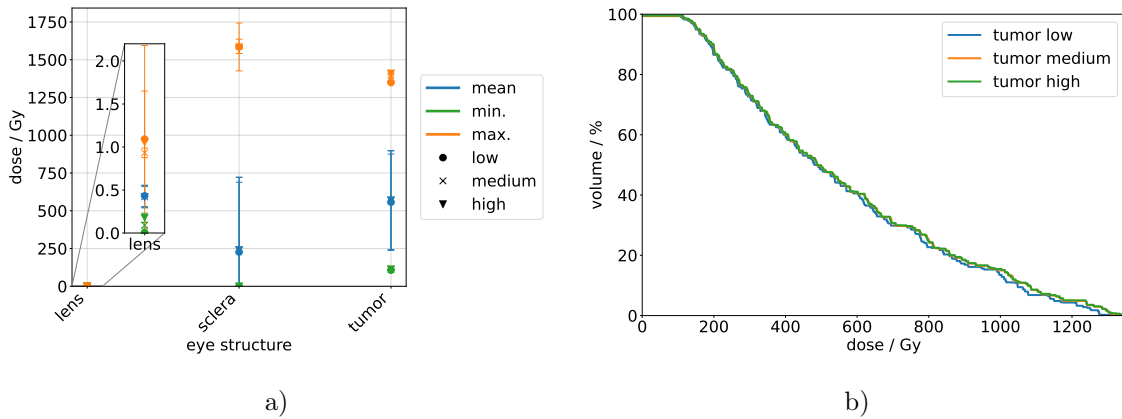 1750
1500
1250
1000
750
500
250
0
dose / Gy
2.0
1.5
1.0
0.5
0.0
lens
lens
sclera
tumor
eye structure
mean
min.
max.
low
medium
high
a)
100
80
60
40
20
0
volume / %
0 200 400 600 800 1000 1200
dose / Gy
tumor low
tumor medium
tumor high
b)